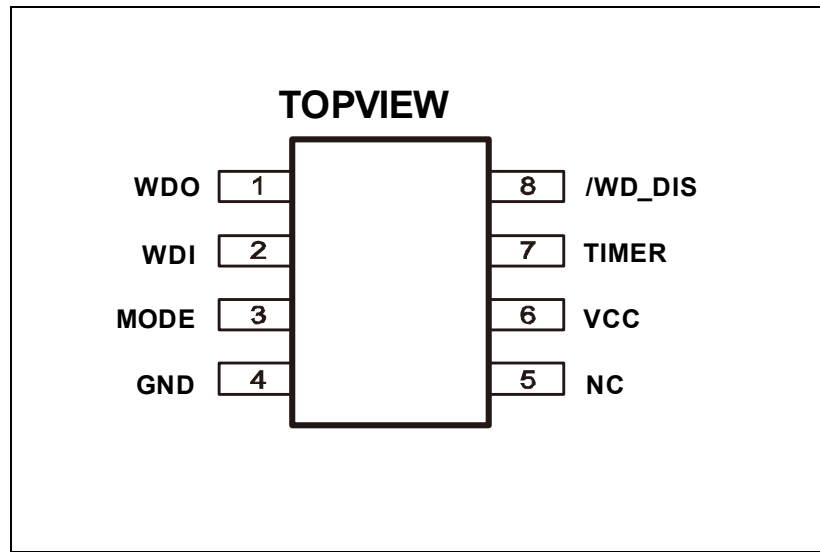 TOPVIEW
WDO 1 8 /WD_DIS
WDI 2 7 TIMER
MODE 3 6 VCC
GND 4 5 NC